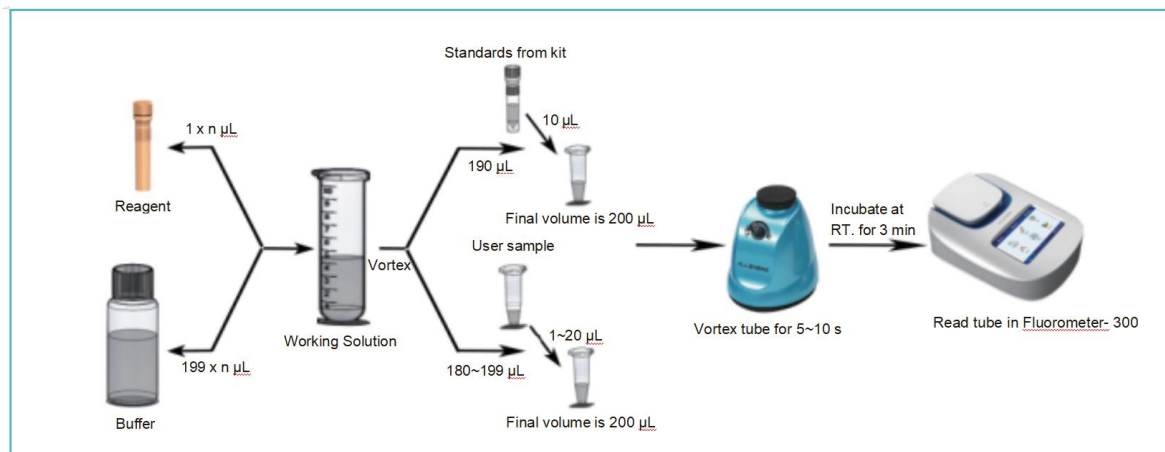 Standards from kit
1 x n µL
10 µL
190 µL
Reagent
Final volume is 200 µL
Incubate at
RT. for 3 min
User sample
Vortex
Working Solution
1~20 µL
Vortex tube for 5~10 s
Read tube in Fluorometer- 300
199 x n µL
180~199 µL
Buffer
Final volume is 200 µL